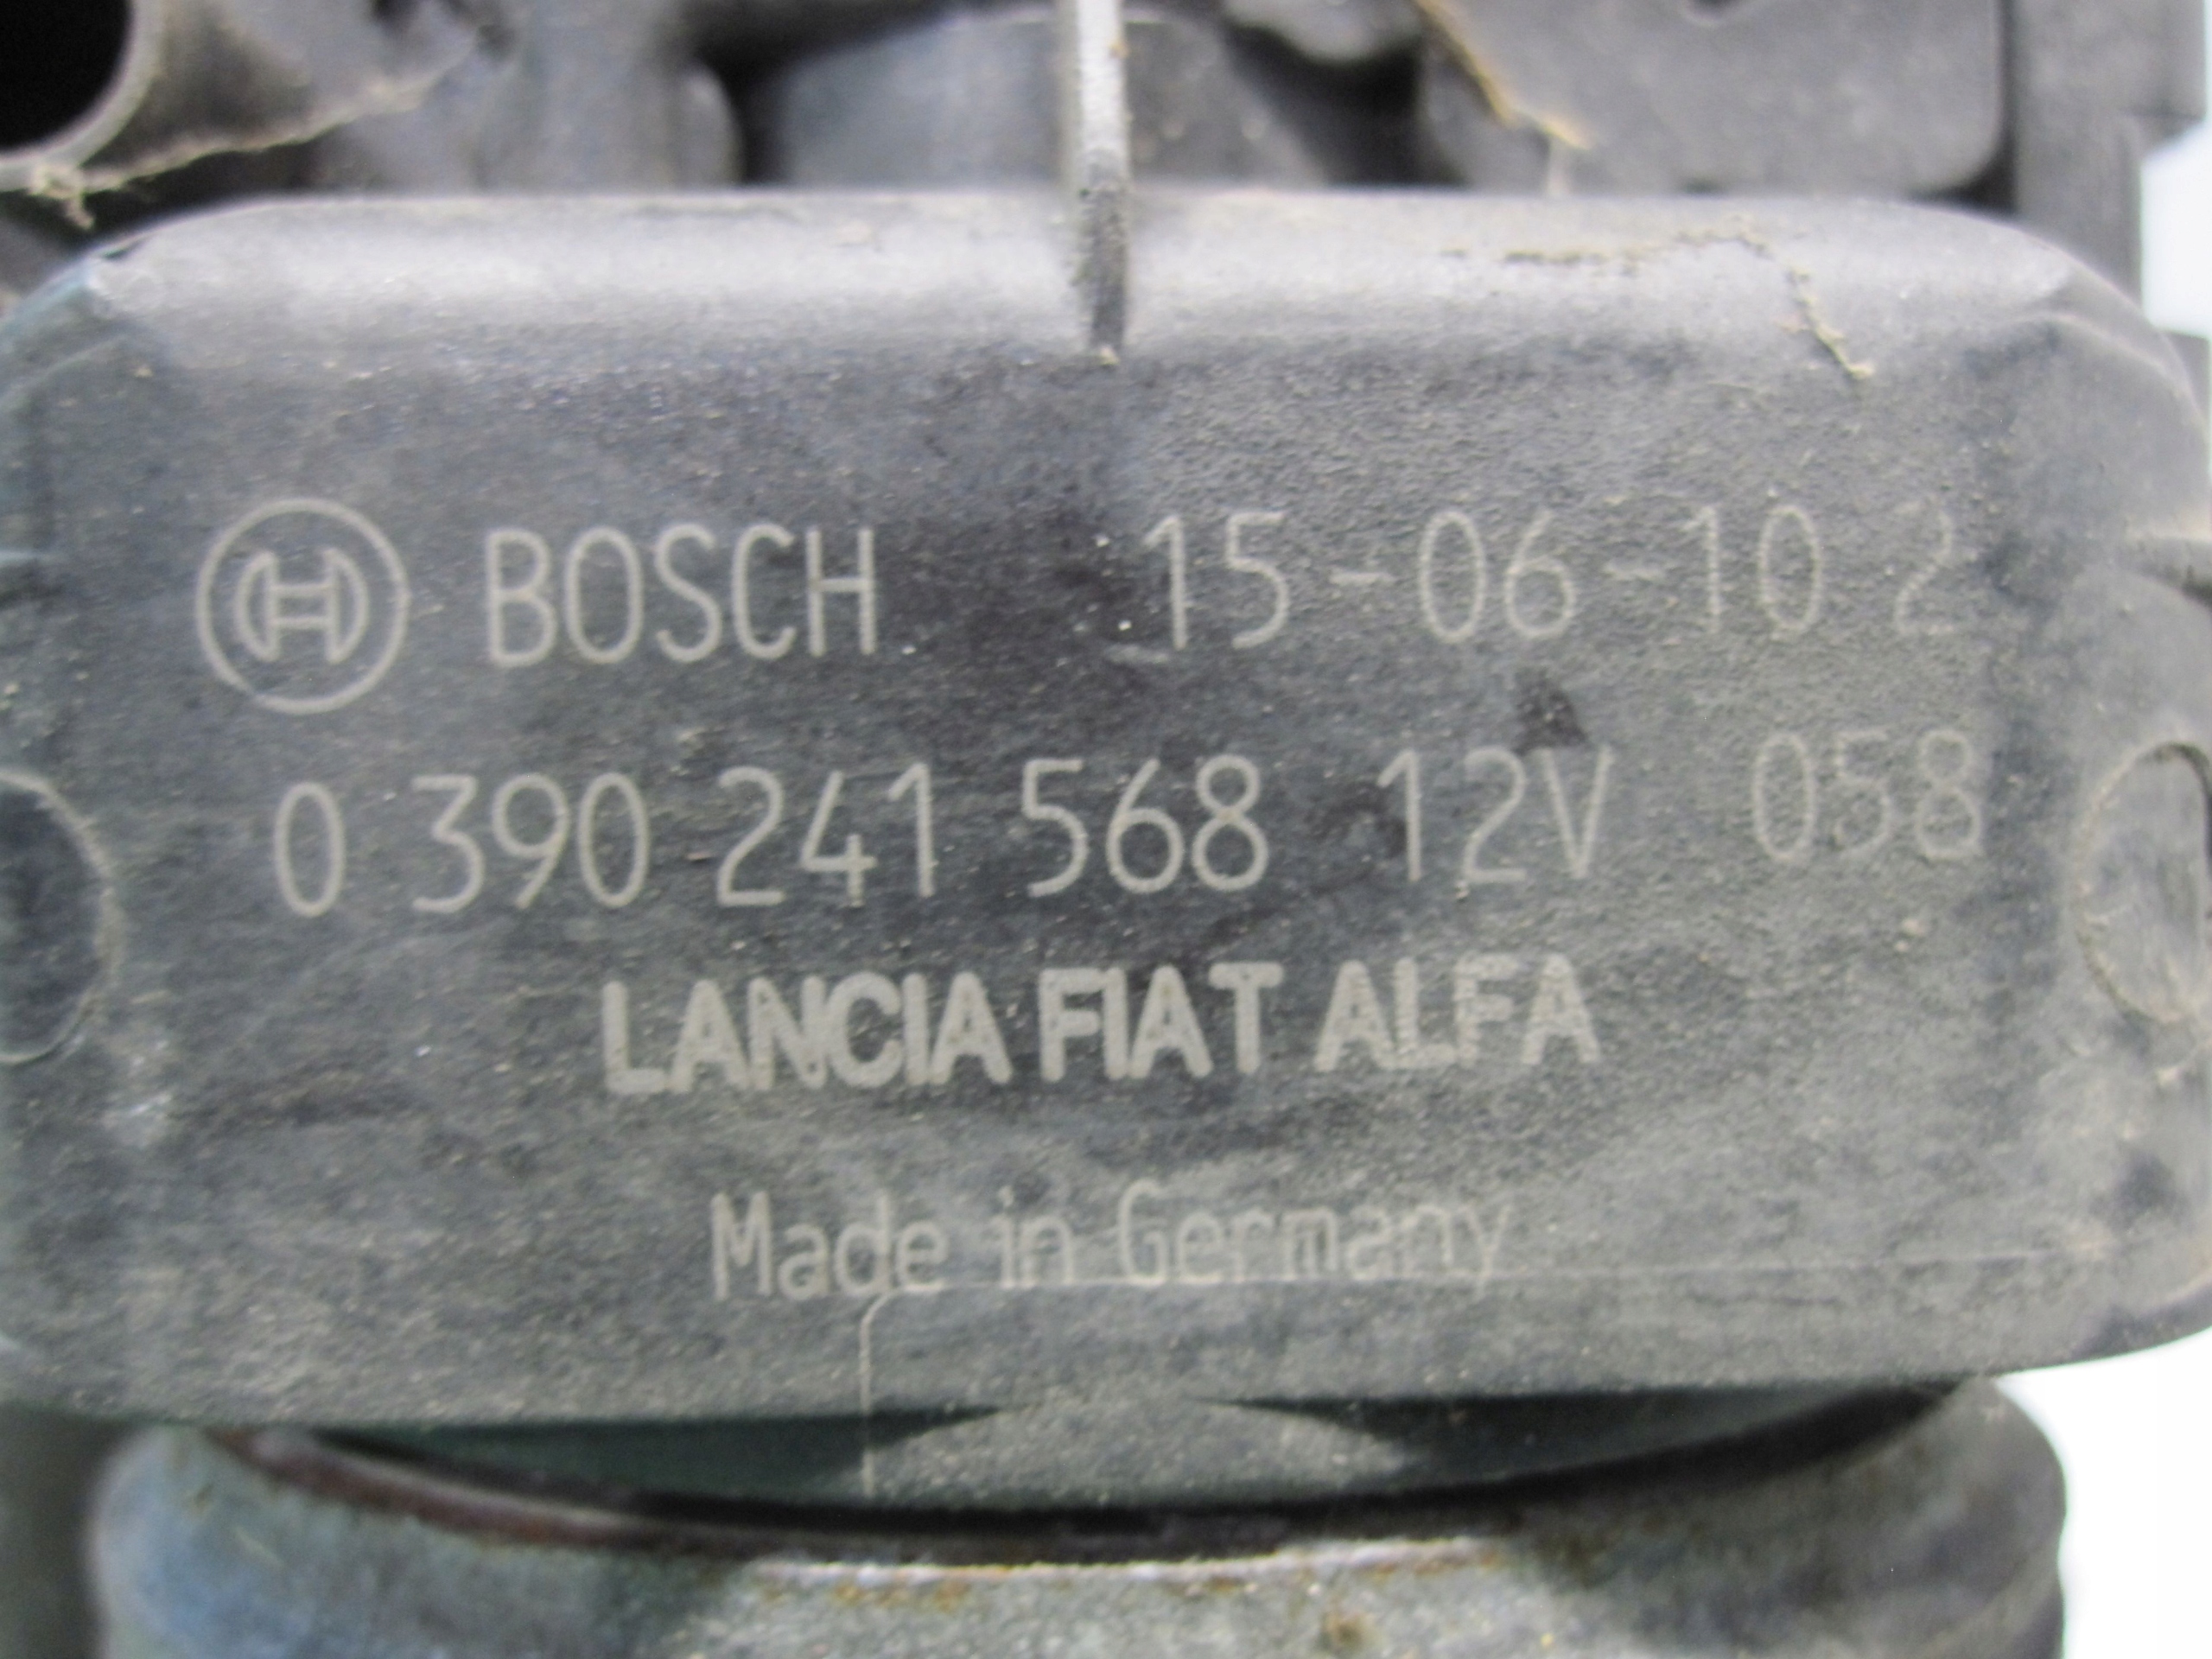 BOSCH 15-06-10 2
0 390 241 568 12V 058
LANCIA FIAT ALFA
Made in Germany